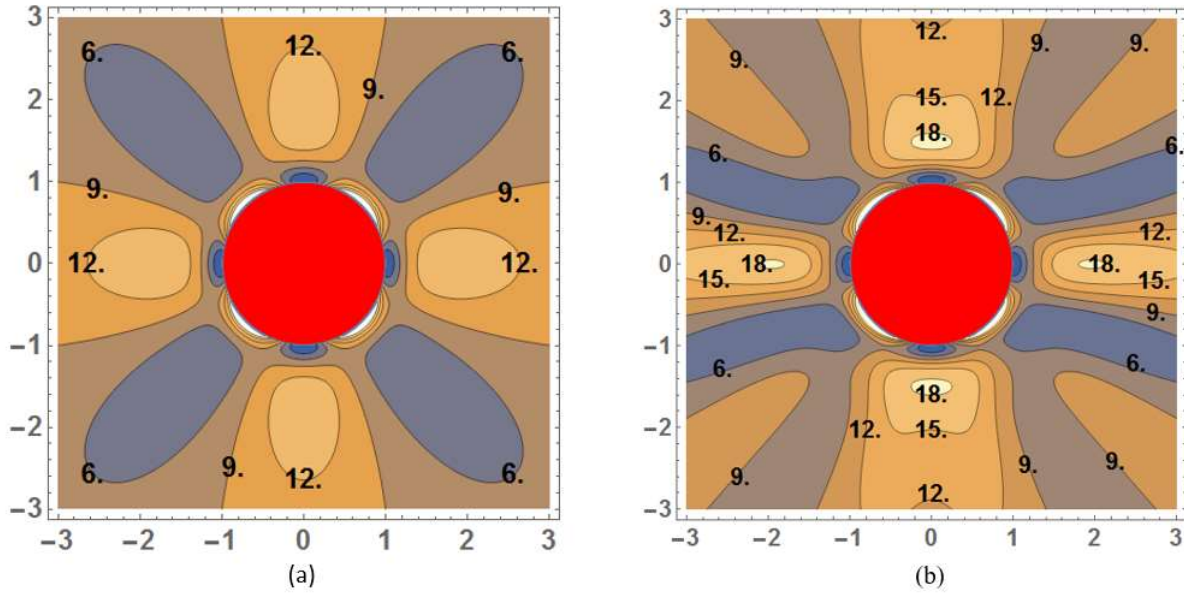 3
2
1
0
−1
−2
−3
−3 −2 −1 0 1 2 3
6. 12. 6.
9.
9. 9.
12. 12.
6. 9. 12. 6.
(a)
3
2
1
0
−1
−2
−3
−3 −2 −1 0 1 2 3
9. 12. 9. 9.
15. 12.
6. 18. 6.
9. 12. 12.
18. 18.
15. 15.
9.
6. 18. 6.
12. 15.
9. 12. 9. 9.
(b)